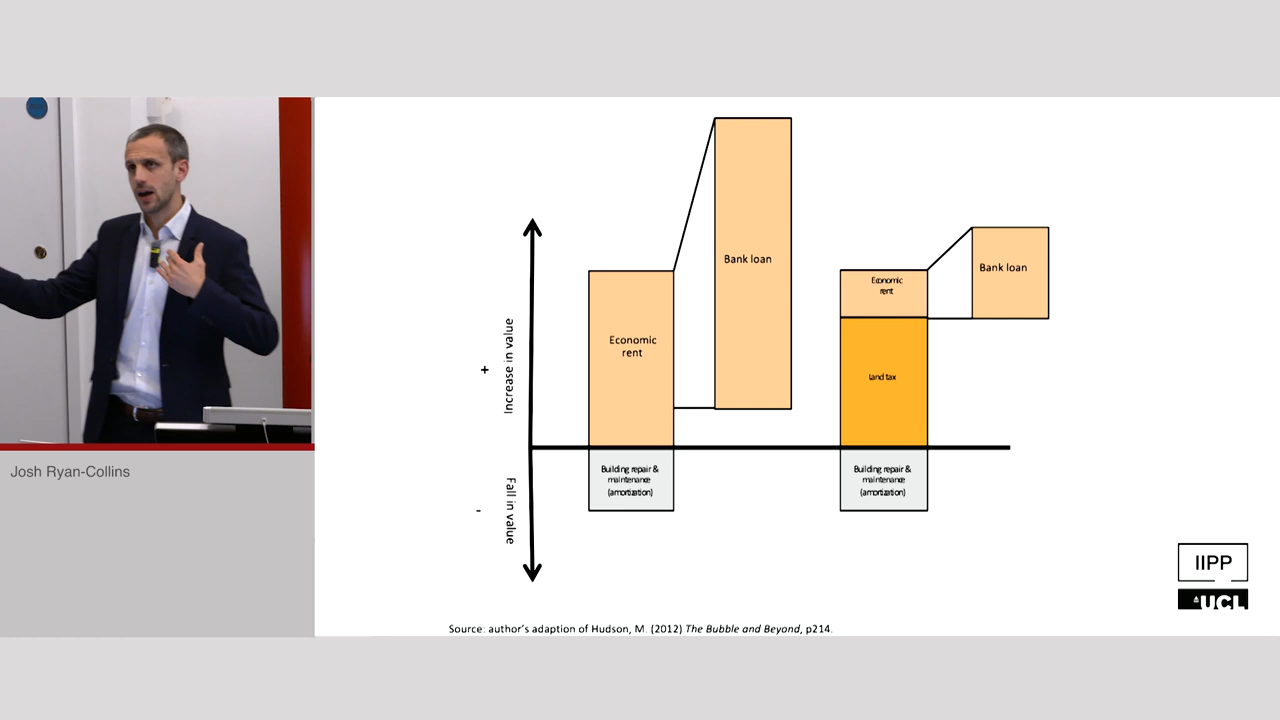 Josh Ryan-Collins
+
Increase in value
-
Fall in value
Economic
rent
Bank loan
Building repair &
maintenance
(amortization)
Economic
rent
land tax
Bank loan
Building repair &
maintenance
(amortization)
IIPP
UCL
Source: author's adaption of Hudson, M. (2012) The Bubble and Beyond, p214.